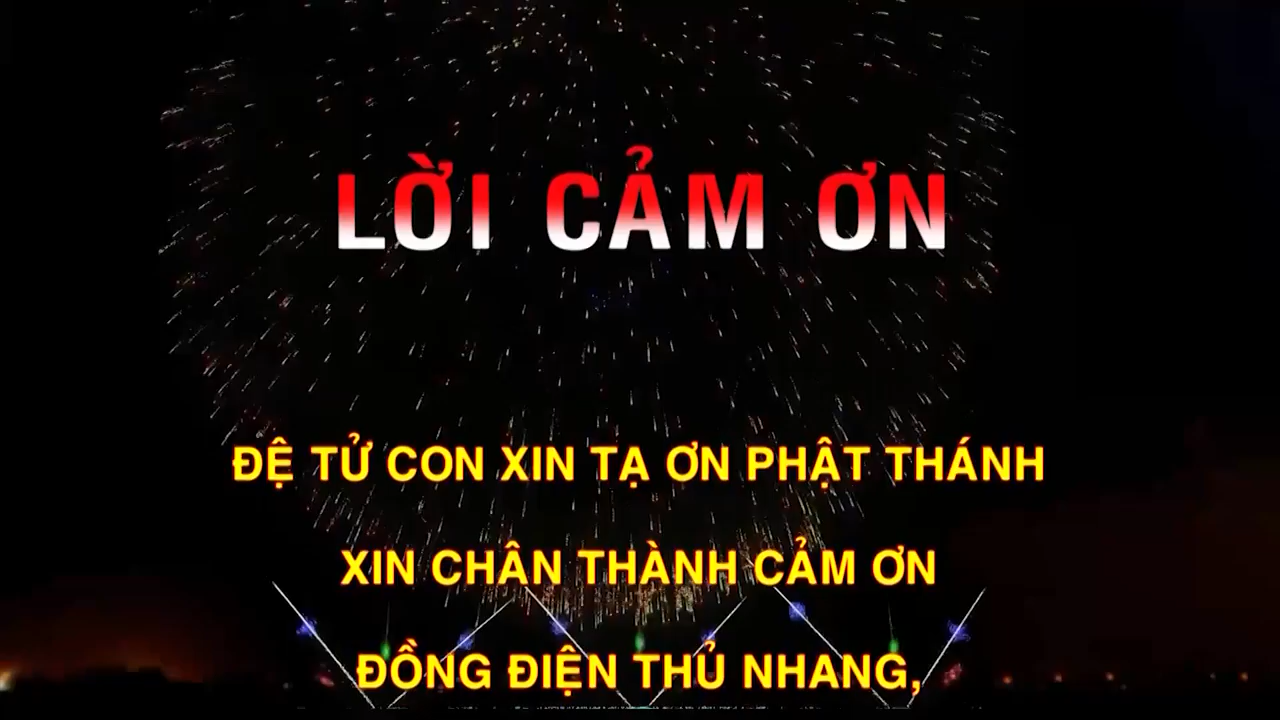 LỜI CẢM ƠN
ĐỆ TỬ CON XIN TẠ ƠN PHẬT THÁNH
XIN CHÂN THÀNH CẢM ƠN
ĐỒNG ĐIỆN THỦ NHANG,